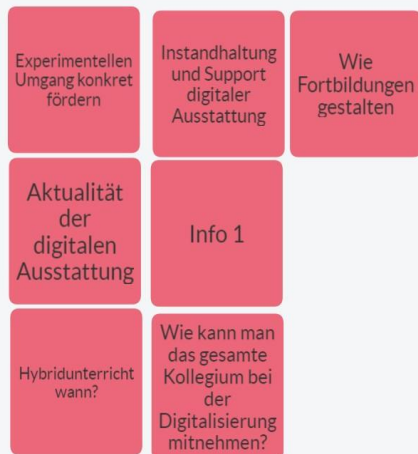 Experimentellen
Umgang konkret
fördern
Instandhaltung
und Support
digitaler
Ausstattung
Wie
Fortbildungen
gestalten
Aktualität
der
digitalen
Ausstattung
Info 1
Hybridunterricht
wann?
Wie kann man
das gesamte
Kollegium bei
der
Digitalisierung
mitnehmen?